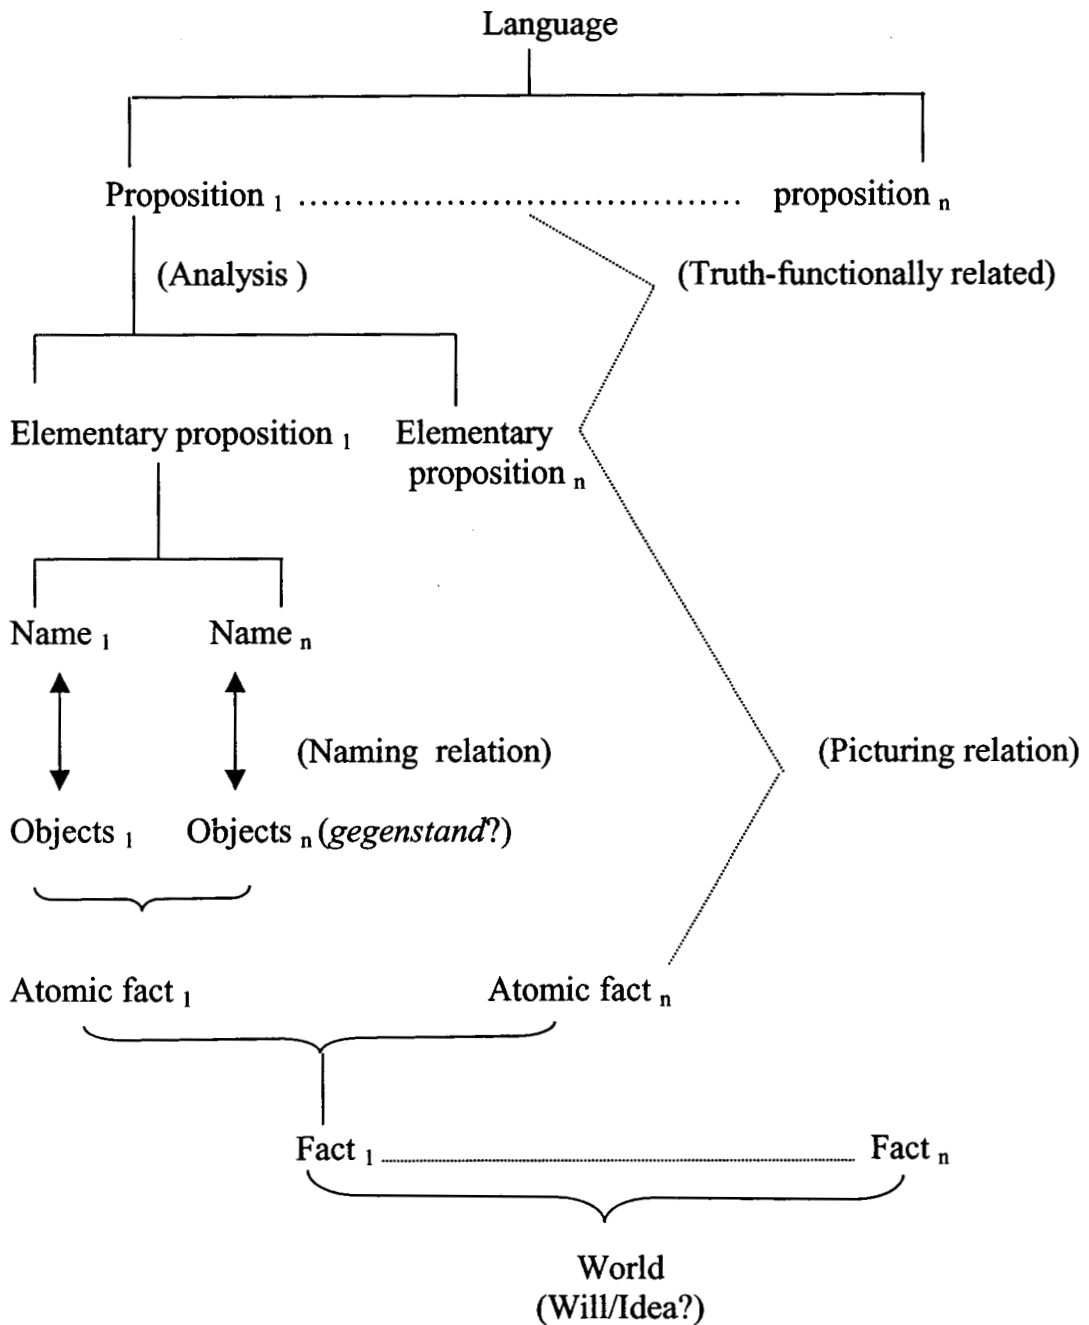 Language
Proposition 1 ........................................ proposition n
(Analysis ) (Truth-functionally related)
Elementary proposition 1 Elementary
proposition n
Name 1 Name n
(Naming relation) (Picturing relation)
Objects 1 Objects n (gegenstand?)
Atomic fact 1 Atomic fact n
Fact 1 ........................................ Fact n
World
(Will/Idea?)